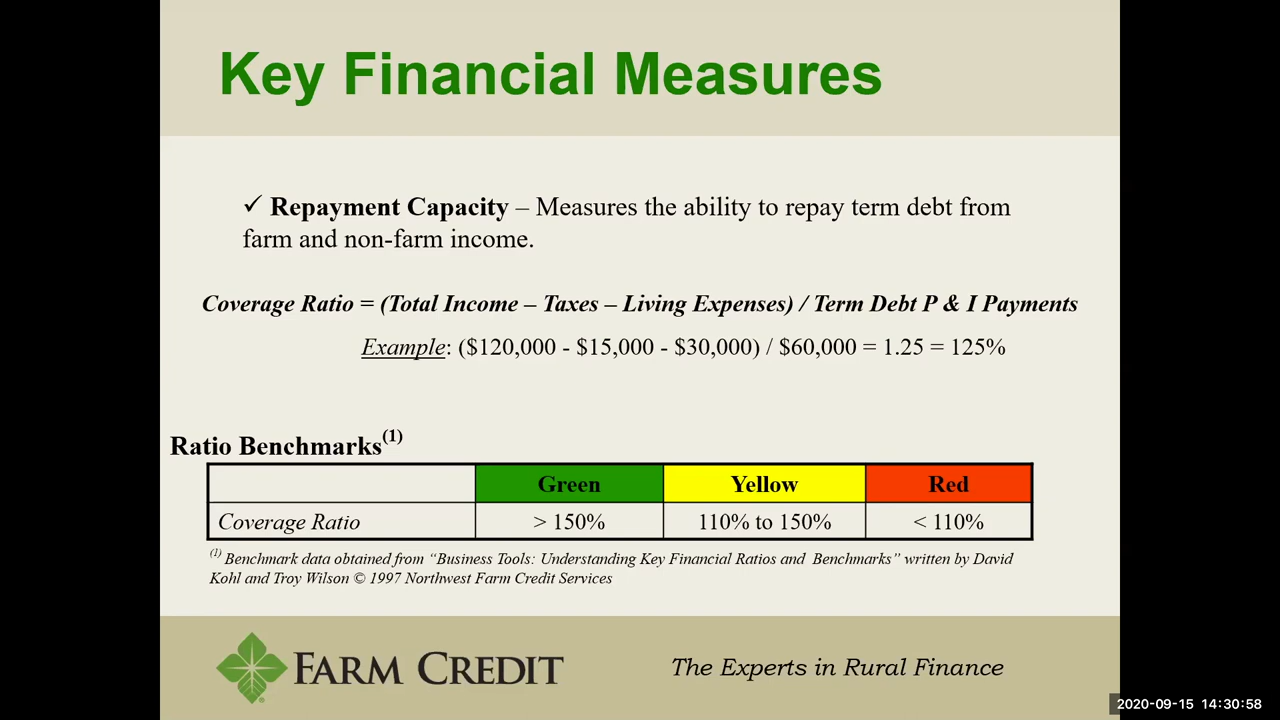 Key Financial Measures
✓ Repayment Capacity – Measures the ability to repay term debt from
farm and non-farm income.
Coverage Ratio = (Total Income – Taxes – Living Expenses) / Term Debt P & I Payments
Example: ($120,000 - $15,000 - $30,000) / $60,000 = 1.25 = 125%
Ratio Benchmarks(1)
Green Yellow Red
Coverage Ratio > 150% 110% to 150% < 110%
(1) Benchmark data obtained from “Business Tools: Understanding Key Financial Ratios and Benchmarks” written by David
Kohl and Troy Wilson © 1997 Northwest Farm Credit Services
FARM CREDIT The Experts in Rural Finance
2020-09-15 14:30:58